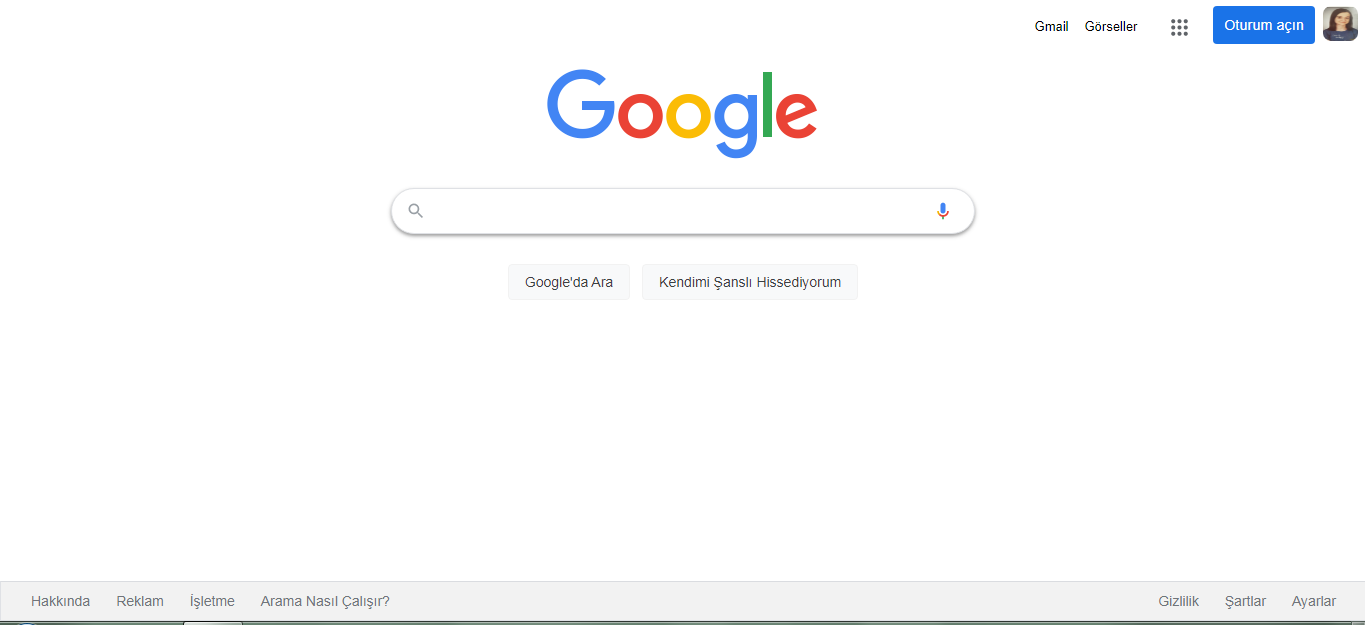 Gmail Görseller Oturum açın
Google
Google'da Ara Kendimi Şanslı Hissediyorum
Hakkında Reklam İşletme Arama Nasıl Çalışır? Gizlilik Şartlar Ayarlar